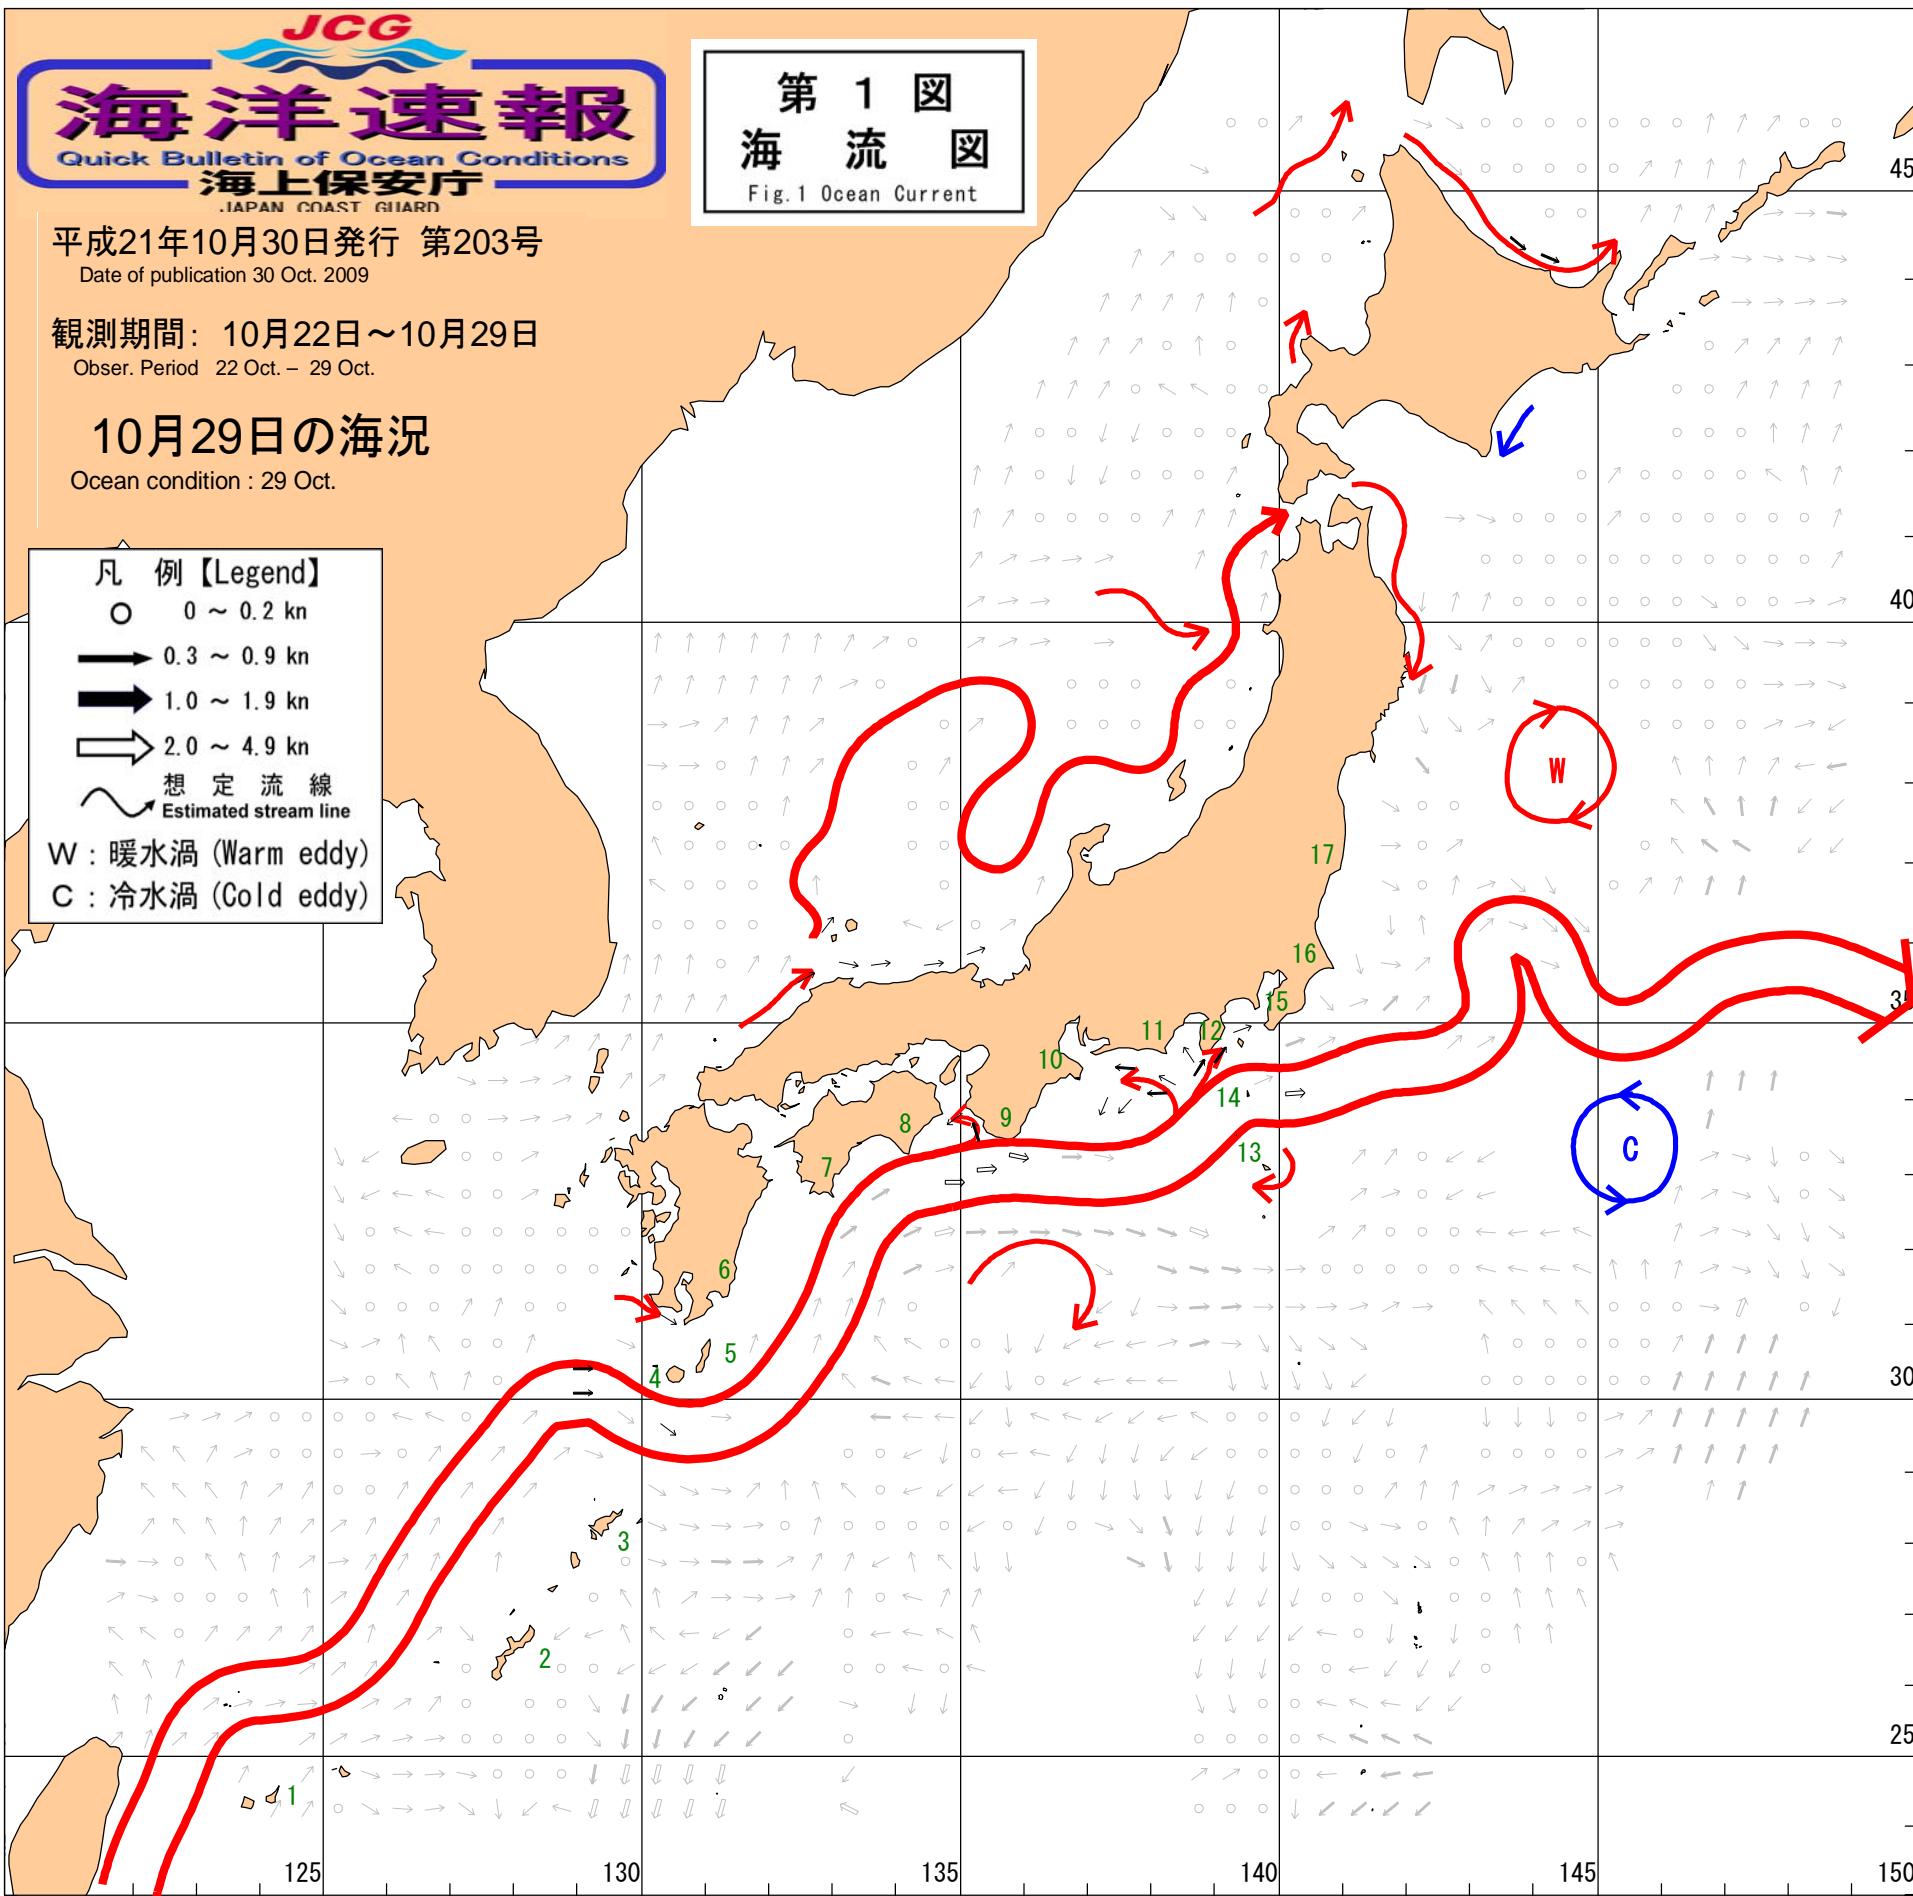 JCG
海洋速報
Quick Bulletin of Ocean Conditions
海上保安庁
JAPAN COAST GUARD
第 1 図
海 流 図
Fig.1 Ocean Current
平成21年10月30日発行 第203号
Date of publication 30 Oct. 2009
観測期間: 10月22日～10月29日
Obser. Period 22 Oct. – 29 Oct.
10月29日の海況
Ocean condition : 29 Oct.
凡 例【Legend】
0 ～ 0.2 kn
0.3 ～ 0.9 kn
1.0 ～ 1.9 kn
2.0 ～ 4.9 kn
想 定 流 線
Estimated stream line
W : 暖水渦 (Warm eddy)
C : 冷水渦 (Cold eddy)
45
40
W
17
16
35
15
11
12
10
14
9
8
13
C
7
6
5
4
30
3
2
25
1
125
130
135
140
145
150